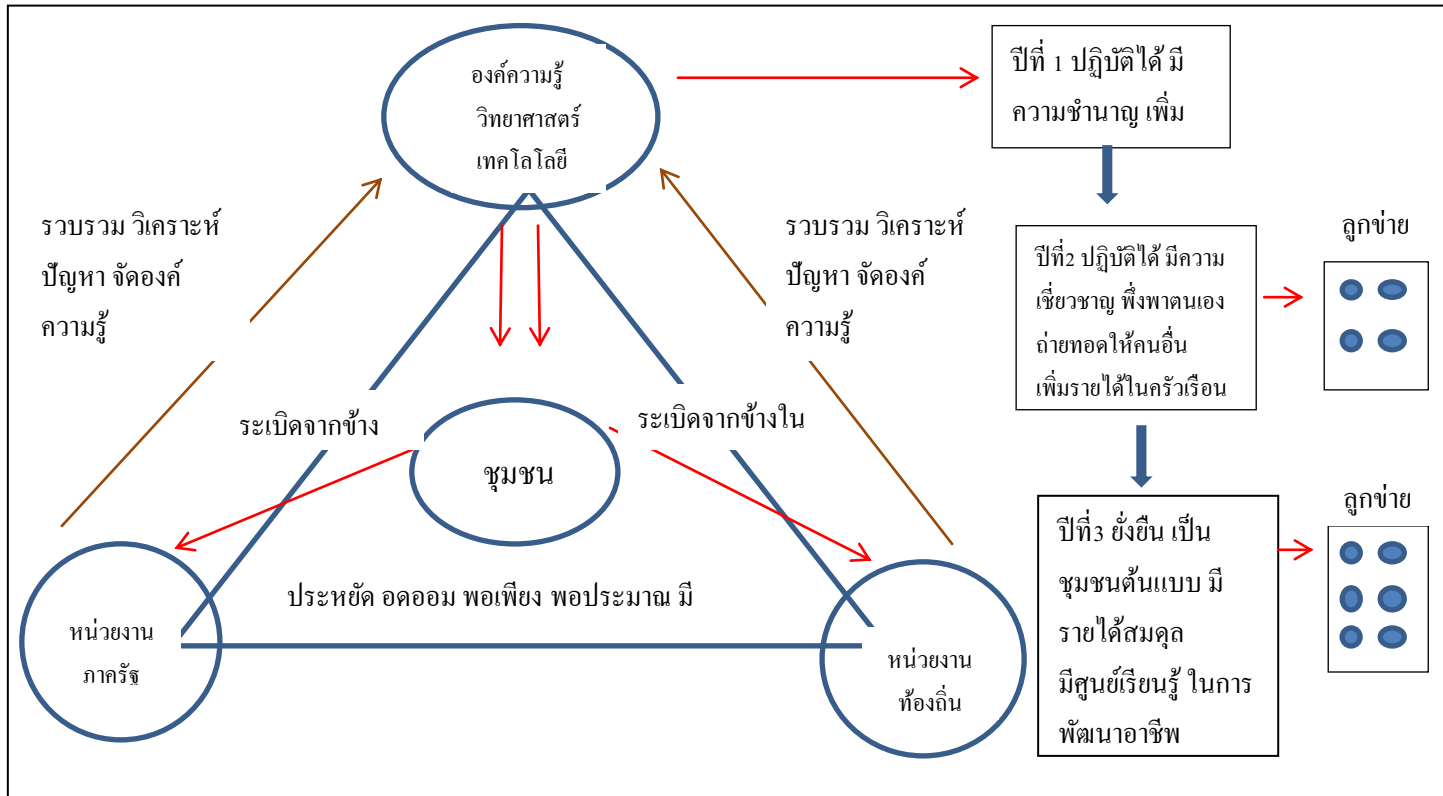 องค์ความรู้
วิทยาศาสตร์
เทคโลโลยี
ปีที่ 1 ปฏิบัติได้ มี
ความชำนาญ เพิ่ม
รวบรวม วิเคราะห์
ปัญหา จัดองค์
ความรู้
รวบรวม วิเคราะห์
ปัญหา จัดองค์
ความรู้
ปีที่2 ปฏิบัติได้ มีความ
เชี่ยวชาญ พึ่งพาตนเอง
ถ่ายทอดให้คนอื่น
เพิ่มรายได้ในครัวเรือน
ลูกข่าย
ระเบิดจากข้าง
ระเบิดจากข้างใน
ชุมชน
ประหยัด อดออม พอเพียง พอประมาณ มี
หน่วยงาน
ภาครัฐ
หน่วยงาน
ท้องถิ่น
ปีที่3 ยั่งยืน เป็น
ชุมชนต้นแบบ มี
รายได้สมดุล
มีศูนย์เรียนรู้ ในการ
พัฒนาอาชีพ
ลูกข่าย